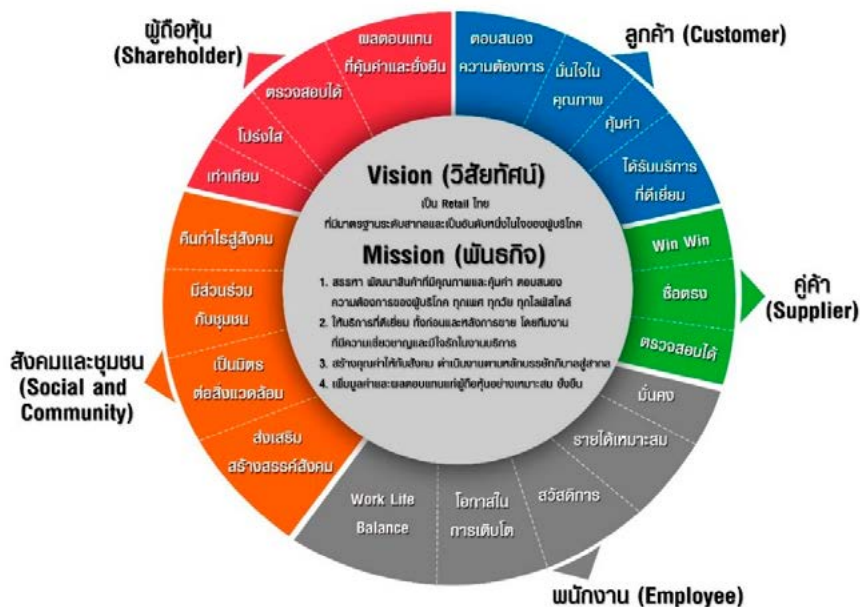 ผู้ถือหุ้น
(Shareholder)
ผลตอบแทน
ที่คุ้มค่าและยั่งยืน
ตรวจสอบได้
โปร่งใส
เท่าเทียม
ลูกค้า (Customer)
ตอบสนอง
ความต้องการ
มั่นใจใน
คุณภาพ
คุ้มค่า
ได้รับบริการ
ที่ดีเยี่ยม
คู่ค้า
(Supplier)
Win Win
ซื่อตรง
ตรวจสอบได้
พนักงาน (Employee)
มั่นคง
รายได้เหมาะสม
สวัสดิการ
โอกาสใน
การเติบโต
Work Life
Balance
สังคมและชุมชน
(Social and
Community)
คืนกำไรสู่สังคม
มีส่วนร่วม
กับชุมชน
เป็นมิตร
ต่อสิ่งแวดล้อม
ส่งเสริม
สร้างสรรค์สังคม
Vision (วิสัยทัศน์)
เป็น Retail ไทย
ที่มีมาตรฐานระดับสากลและเป็นอันดับหนึ่งในใจของผู้บริโภค
Mission (พันธกิจ)
1. สรรหา พัฒนาสินค้าที่มีคุณภาพและคุ้มค่า ตอบสนอง
ความต้องการของผู้บริโภค ทุกเพศ ทุกวัย ทุกไลฟ์สไตล์
2. ให้บริการที่ดีเยี่ยม ทั้งก่อนและหลังการขาย โดยทีมงาน
ที่มีความเชี่ยวชาญและมีใจรักในงานบริการ
3. สร้างคุณค่าให้กับสังคม ดำเนินงานตามหลักบรรษัทภิบาลสู่สากล
4. เพิ่มมูลค่าและผลตอบแทนแก่ผู้ถือหุ้นอย่างเหมาะสม ยั่งยืน